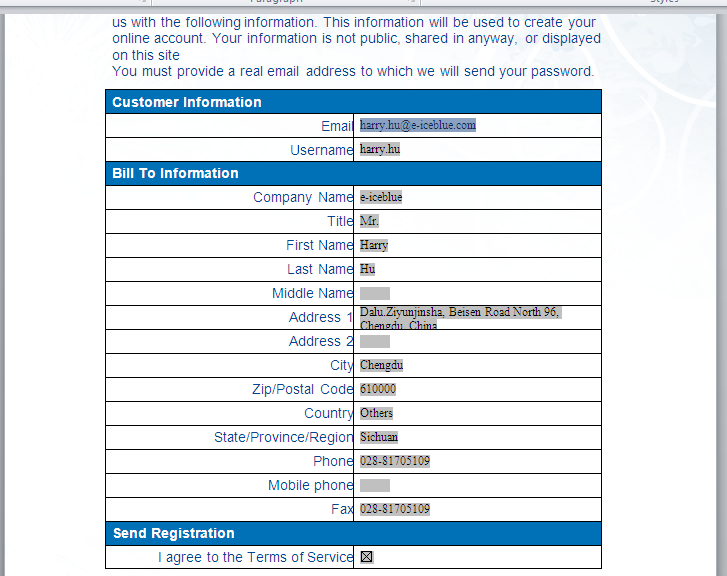 us with the following information. This information will be used to create your
online account. Your information is not public, shared in anyway, or displayed
on this site
You must provide a real email address to which we will send your password.
Customer Information
Email harry.hu@e-iceblue.com
Username harry.hu
Bill To Information
Company Name e-iceblue
Title Mr.
First Name Harry
Last Name Hu
Middle Name
Address 1 Dalu.Ziyunjinsha, Beisen Road North 96,
Chengdu, China
Address 2
City Chengdu
Zip/Postal Code 610000
Country Others
State/Province/Region Sichuan
Phone 028-81705109
Mobile phone
Fax 028-81705109
Send Registration
I agree to the Terms of Service ☒